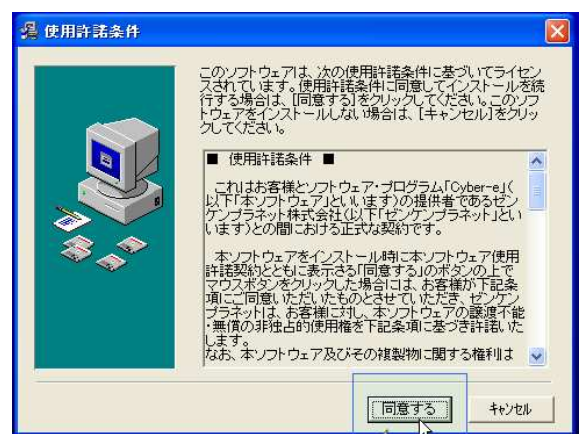 使用許諾条件
このソフトウェアは、次の使用許諾条件に基づいてライセン
スされています。使用許諾条件に同意してインストールを続
行する場合は、[同意する]をクリックしてください。このソフ
トウェアをインストールしない場合は、[キャンセル]をクリッ
クしてください。
■ 使用許諾条件 ■
これはお客様とソフトウェア・プログラム「Cyber-e」(
以下「本ソフトウェア」といいます)の提供者であるゼン
ケンプラネット株式会社(以下「ゼンケンプラネット」とい
います)との間における正式な契約です。
本ソフトウェアをインストール時に本ソフトウェア使用
許諾契約とともに表示さる「同意する」のボタンの上で
マウスボタンをクリックした場合には、お客様が下記条
項にご同意いただいたものとさせていただき、ゼンケン
プラネットは、お客様に対し、本ソフトウェアの譲渡不能
・無償の非独占的使用権を下記条項に基づき許諾いた
します。
なお、本ソフトウェア及びその複製物に関する権利は
同意する
キャンセル